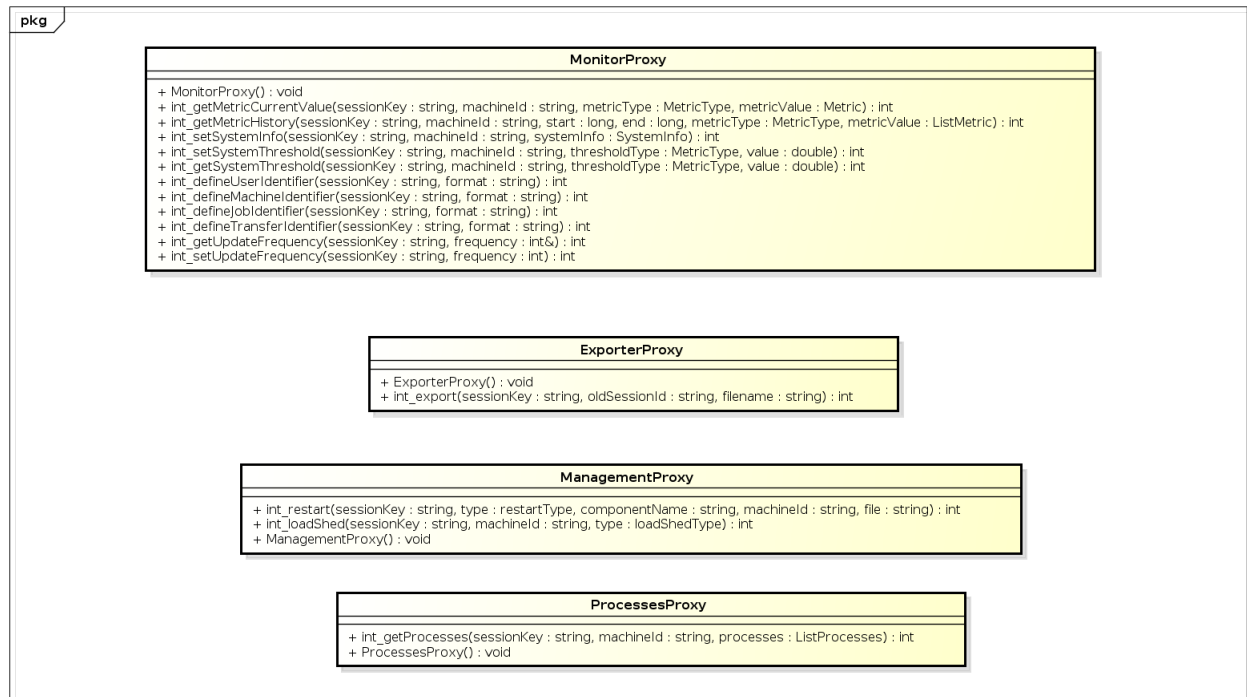 pkg
MonitorProxy
+ MonitorProxy() : void
+ int_getMetricCurrentValue(sessionKey : string, machineId : string, metricType : MetricType, metricValue : Metric) : int
+ int_getMetricHistory(sessionKey : string, machineId : string, start : long, end : long, metricType : MetricType, metricValue : ListMetric) : int
+ int_setSystemInfo(sessionKey : string, machineId : string, systemInfo : SystemInfo) : int
+ int_setSystemThreshold(sessionKey : string, machineId : string, thresholdType : MetricType, value : double) : int
+ int_getSystemThreshold(sessionKey : string, machineId : string, thresholdType : MetricType, value : double) : int
+ int_defineUserIdentifier(sessionKey : string, format : string) : int
+ int_defineMachineIdentifier(sessionKey : string, format : string) : int
+ int_defineJobIdentifier(sessionKey : string, format : string) : int
+ int_defineTransferIdentifier(sessionKey : string, format : string) : int
+ int_getUpdateFrequency(sessionKey : string, frequency : int&) : int
+ int_setUpdateFrequency(sessionKey : string, frequency : int) : int
ExporterProxy
+ ExporterProxy() : void
+ int_export(sessionKey : string, oldSessionId : string, filename : string) : int
ManagementProxy
+ int_restart(sessionKey : string, type : restartType, componentName : string, machineId : string, file : string) : int
+ int_loadShed(sessionKey : string, machineId : string, type : loadShedType) : int
+ ManagementProxy() : void
ProcessesProxy
+ int_getProcesses(sessionKey : string, machineId : string, processes : ListProcesses) : int
+ ProcessesProxy() : void